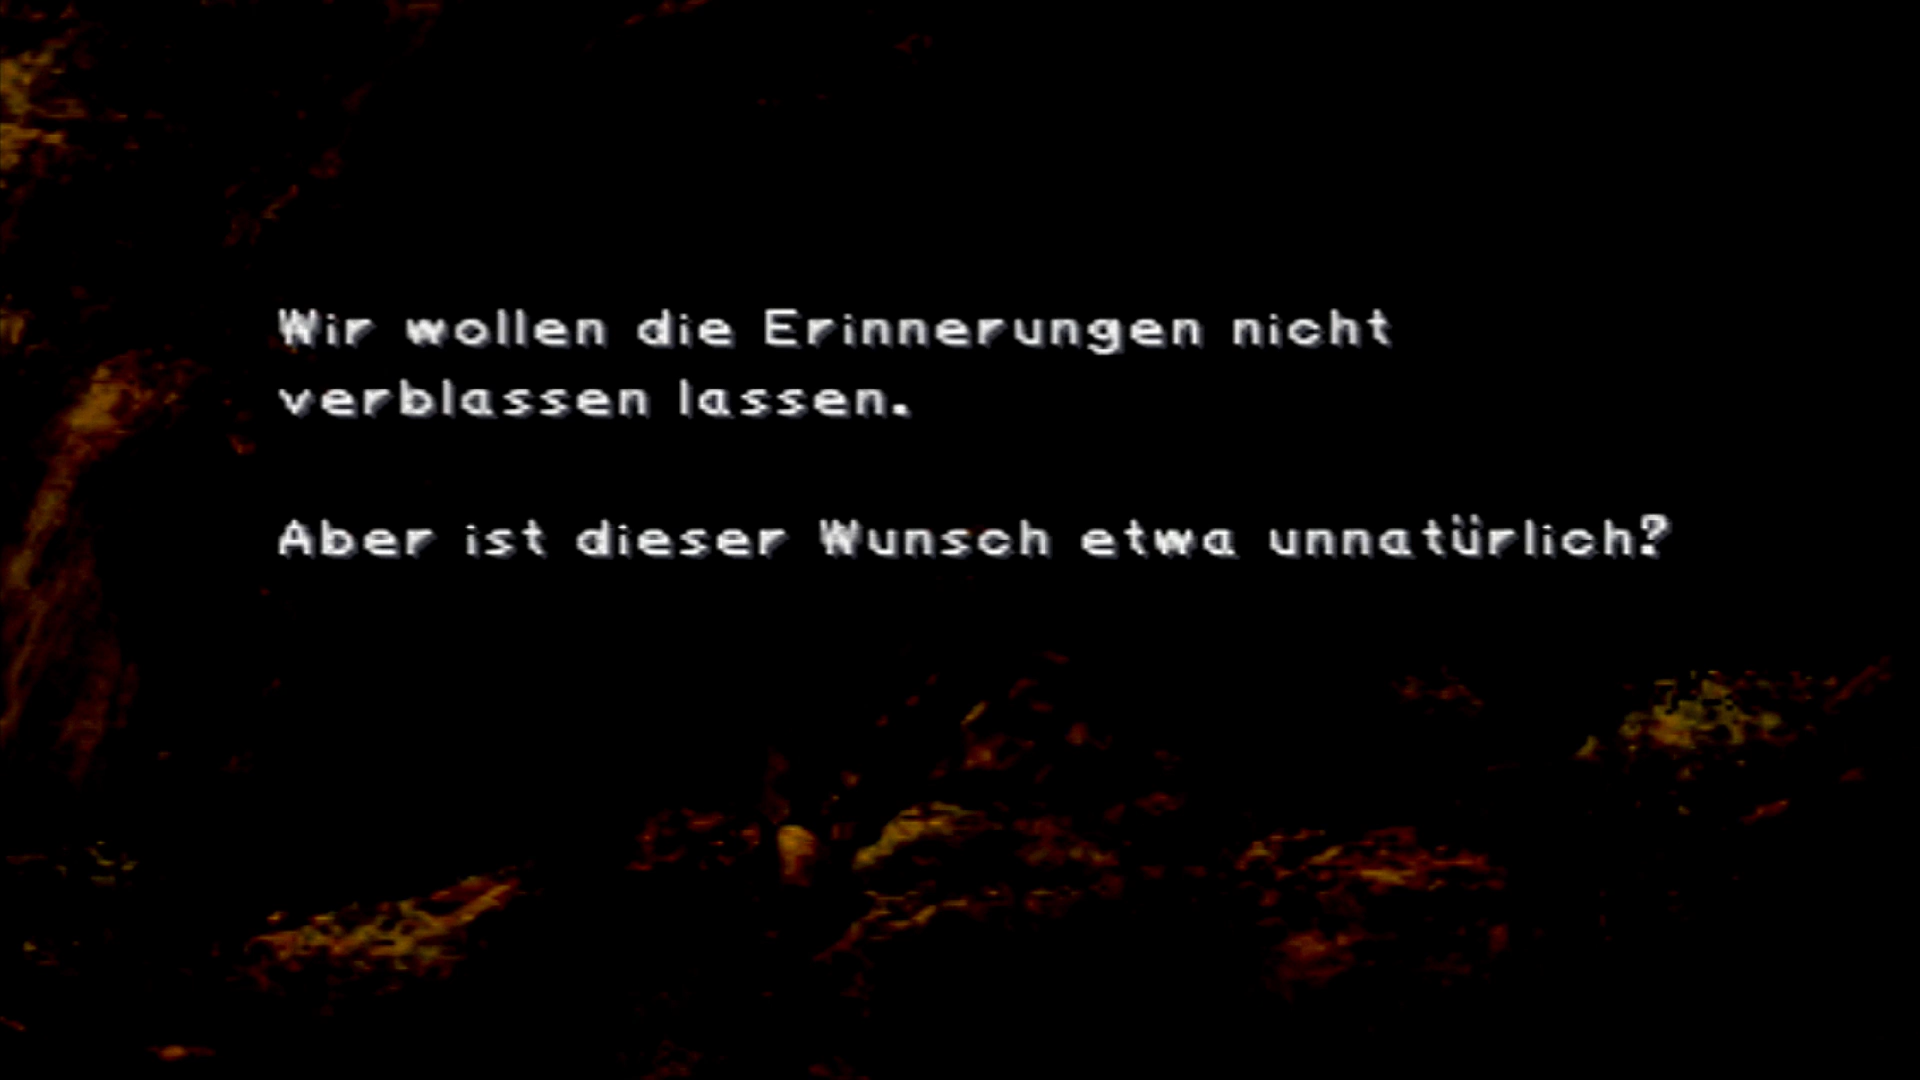 Wir wollen die Erinnerungen nicht
verblassen lassen.
Aber ist dieser Wunsch etwa unnatürlich?